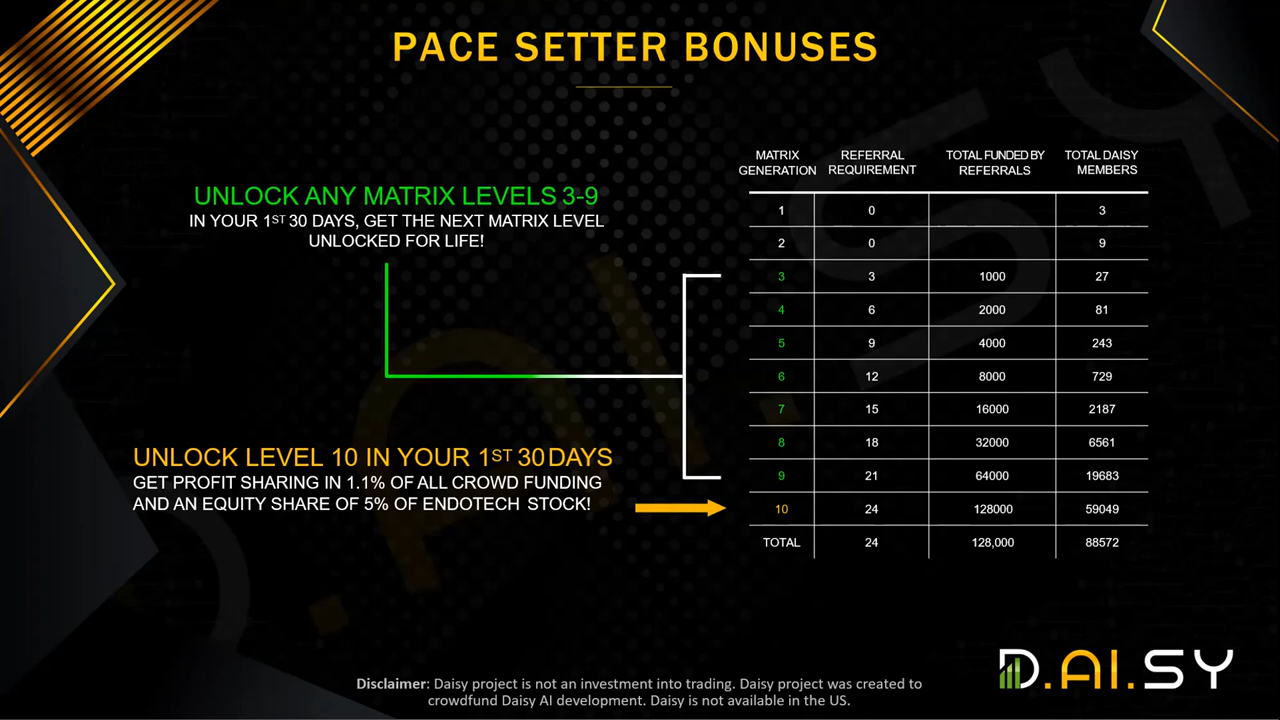 PACE SETTER BONUSES
UNLOCK ANY MATRIX LEVELS 3-9
IN YOUR 1ST 30 DAYS, GET THE NEXT MATRIX LEVEL
UNLOCKED FOR LIFE!
UNLOCK LEVEL 10 IN YOUR 1ST 30 DAYS
GET PROFIT SHARING IN 1.1% OF ALL CROWD FUNDING
AND AN EQUITY SHARE OF 5% OF ENDOTECH STOCK!
MATRIX GENERATION REFERRAL REQUIREMENT TOTAL FUNDED BY REFERRALS TOTAL DAISY MEMBERS
1 0 3
2 0 9
3 3 1000 27
4 6 2000 81
5 9 4000 243
6 12 8000 729
7 15 16000 2187
8 18 32000 6561
9 21 64000 19683
10 24 128000 59049
TOTAL 24 128,000 88572
D.AI.SY
Disclaimer: Daisy project is not an investment into trading. Daisy project was created to
crowdfund Daisy AI development. Daisy is not available in the US.